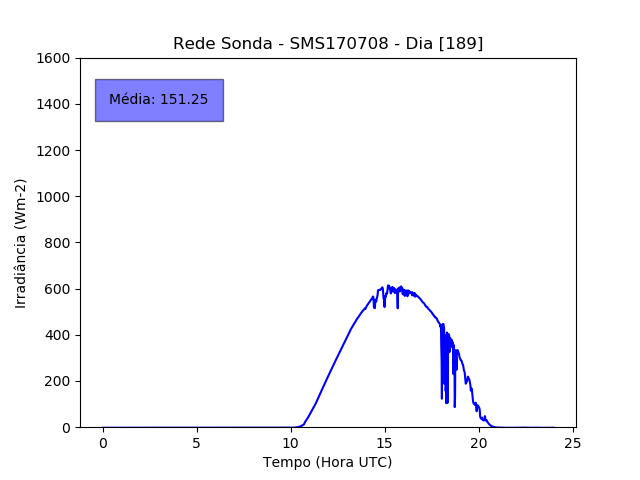 Rede Sonda - SMS170708 - Dia [189]
Média: 151.25
Irradiância (Wm-2)
1600
1400
1200
1000
800
600
400
200
0
0 5 10 15 20 25
Tempo (Hora UTC)